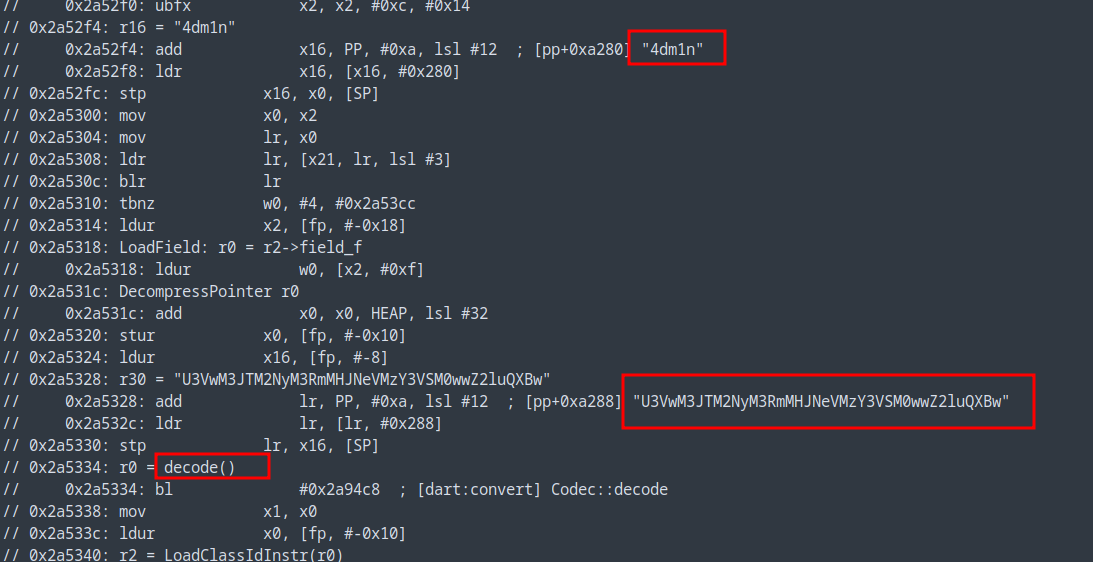 //     0x2a52f0: ubfx            x2, x2, #0xc, #0x14
// 0x2a52f4: r16 = "4dm1n"
//     0x2a52f4: add             x16, PP, #0xa, lsl #12  ; [pp+0xa280] "4dm1n"
//     0x2a52f8: ldr             x16, [x16, #0x280]
// 0x2a52fc: stp             x16, x0, [SP]
// 0x2a5300: mov             x0, x2
// 0x2a5304: mov             lr, x0
// 0x2a5308: ldr             lr, [x21, lr, lsl #3]
// 0x2a530c: blr             lr
// 0x2a5310: tbnz            w0, #4, #0x2a53cc
// 0x2a5314: ldur            x2, [fp, #-0x18]
// 0x2a5318: LoadField: r0 = r2->field_f
//     0x2a5318: ldur            w0, [x2, #0xf]
// 0x2a531c: DecompressPointer r0
//     0x2a531c: add             x0, x0, HEAP, lsl #32
// 0x2a5320: stur            x0, [fp, #-0x10]
// 0x2a5324: ldur            x16, [fp, #-8]
// 0x2a5328: r30 = "U3VwM3JTM2NyM3RmMHJNeVMzY3VSM0wwZ2luQXBw"
//     0x2a5328: add             lr, PP, #0xa, lsl #12  ; [pp+0xa288] "U3VwM3JTM2NyM3RmMHJNeVMzY3VSM0wwZ2luQXBw"
//     0x2a532c: ldr             lr, [lr, #0x288]
// 0x2a5330: stp             lr, x16, [SP]
// 0x2a5334: r0 = decode()
//     0x2a5334: bl              #0x2a94c8  ; [dart:convert] Codec::decode
// 0x2a5338: mov             x1, x0
// 0x2a533c: ldur            x0, [fp, #-0x10]
// 0x2a5340: r2 = LoadClassIdInstr(r0)